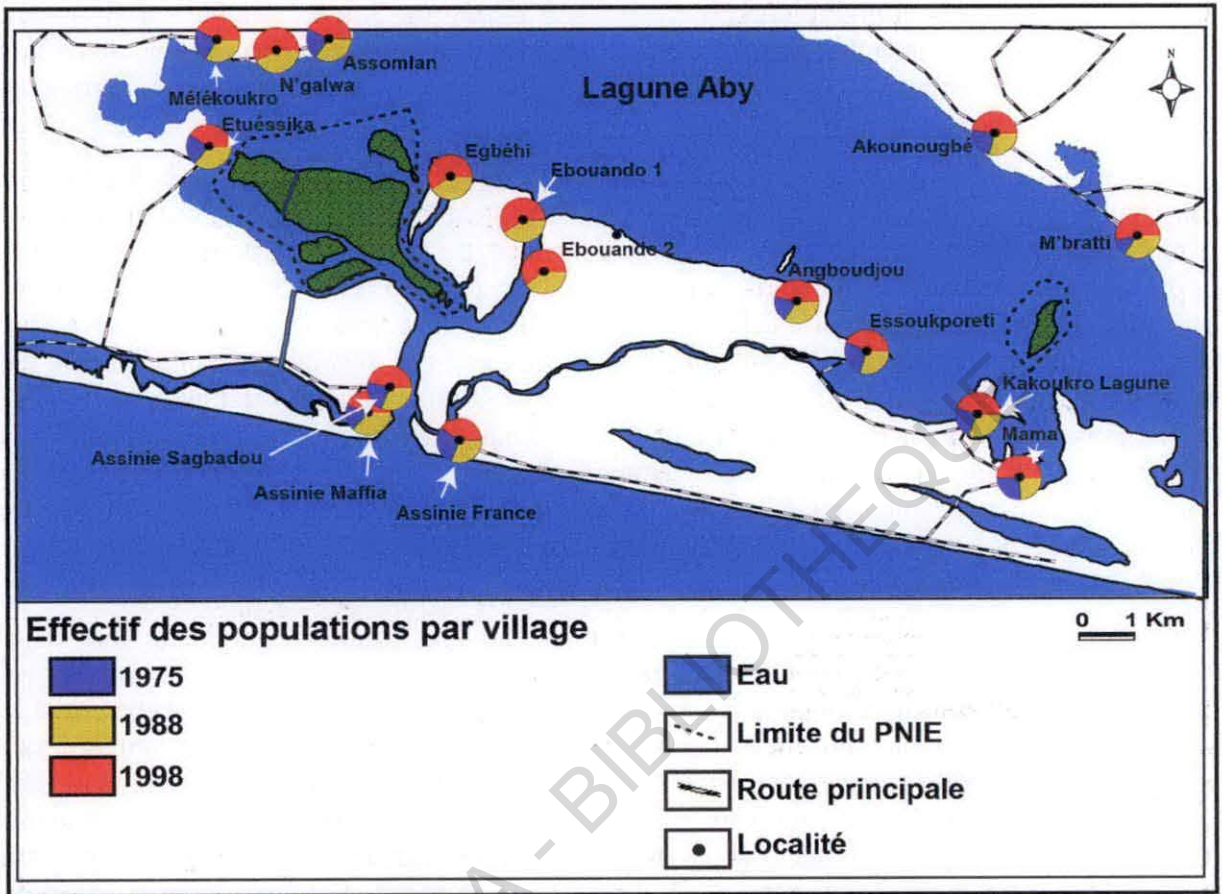 N
Assomlan
N'galwa
Mélékoukro
Lagune Aby
Etuéssika
Akounougbé
Egbéhi
Ebouando 1
M'bratti
Ebouando 2
Angboudjou
Essoukporeti
Kakoukro Lagune
Mama
Assinie Sagbadou
Assinie Maffia
Assinie France
Effectif des populations par village
0 1 Km
1975
1988
1998
Eau
Limite du PNIE
Route principale
Localité
A - BIBLIOTHEQUE